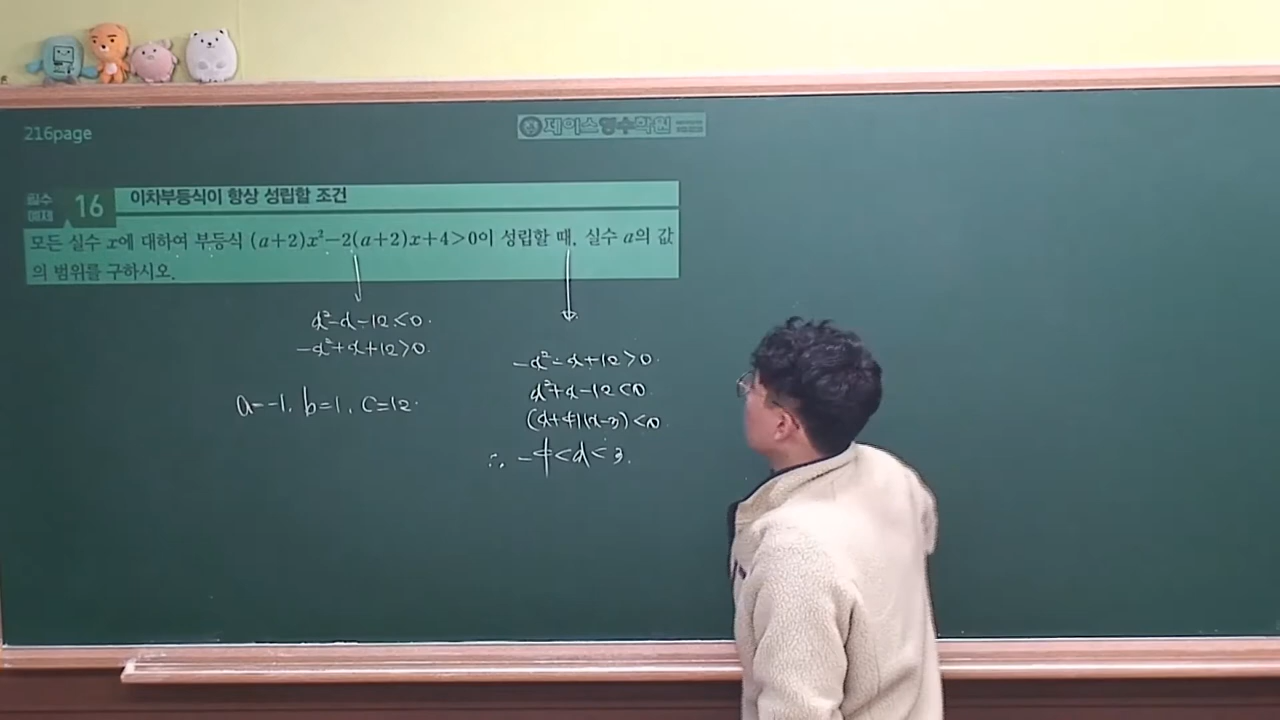 216page
제이스영수학원
필수 예제 16 이차부등식이 항상 성립할 조건
모든 실수 x에 대하여 부등식 (a+2)x²-2(a+2)x+4>0이 성립할 때, 실수 a의 값
의 범위를 구하시오.
x²-x-12<0.
-x²+x+12>0.
a=-1, b=1, c=12.
-x²-x+12>0.
x²+x-12<0.
(x+4)(x-3)<0.
∴ -4<x<3.